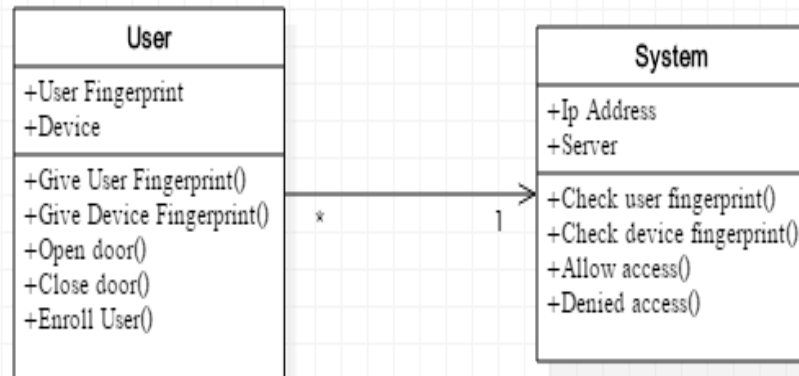 User
+User Fingerprint
+Device
+Give User Fingerprint()
+Give Device Fingerprint()
+Open door()
+Close door()
+Enroll User()
* 1
System
+Ip Address
+Server
+Check user fingerprint()
+Check device fingerprint()
+Allow access()
+Denied access()